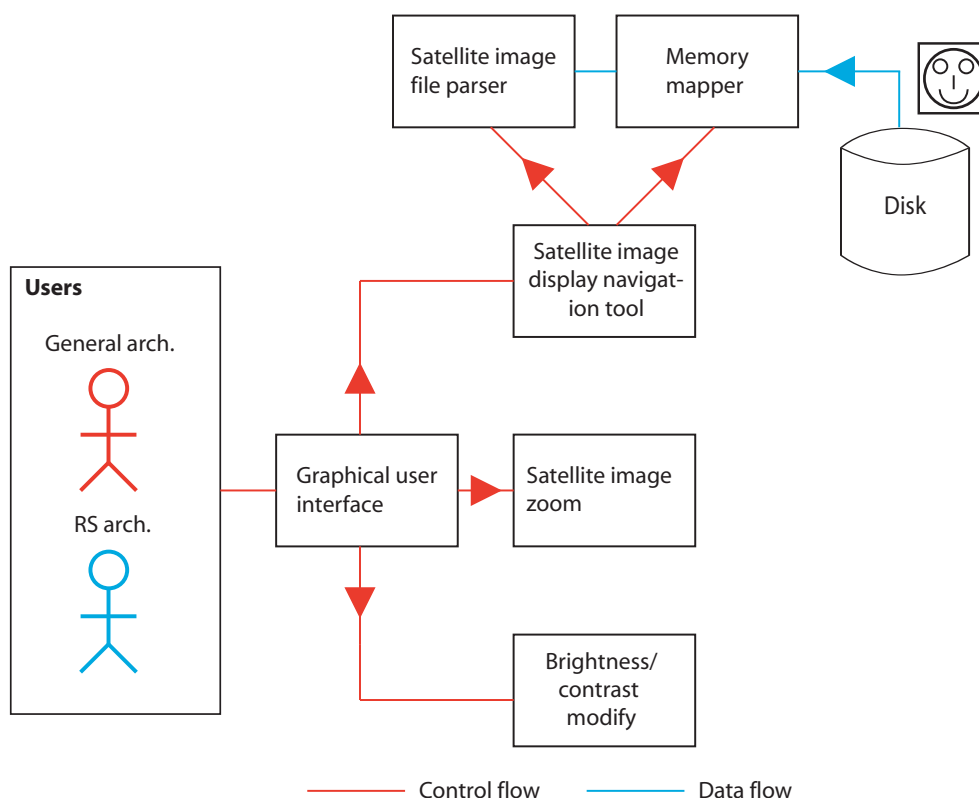 Satellite image
file parser
Memory
mapper
Disk
Satellite image
display navigat-
ion tool
Users
General arch.
RS arch.
Graphical user
interface
Satellite image
zoom
Brightness/
contrast
modify
Control flow
Data flow